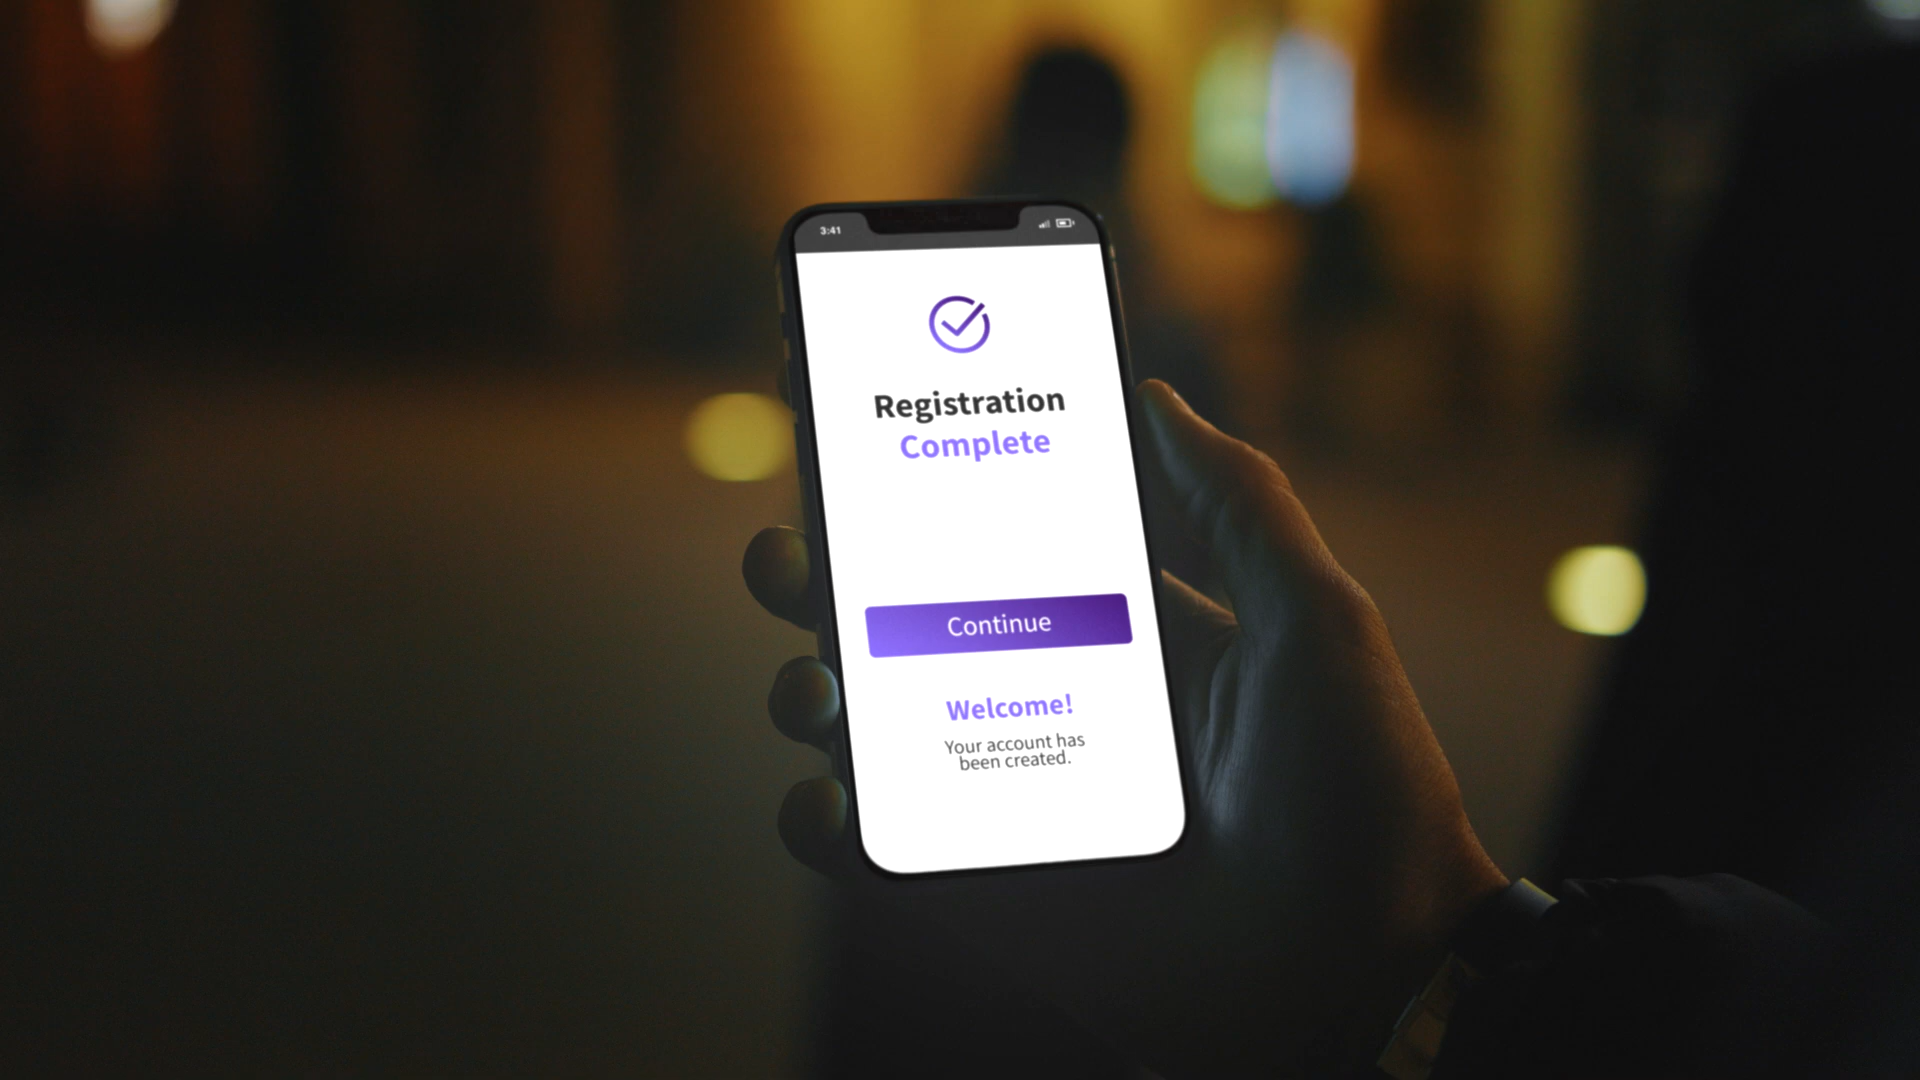 3:41
Registration
Complete
Continue
Welcome!
Your account has
been created.